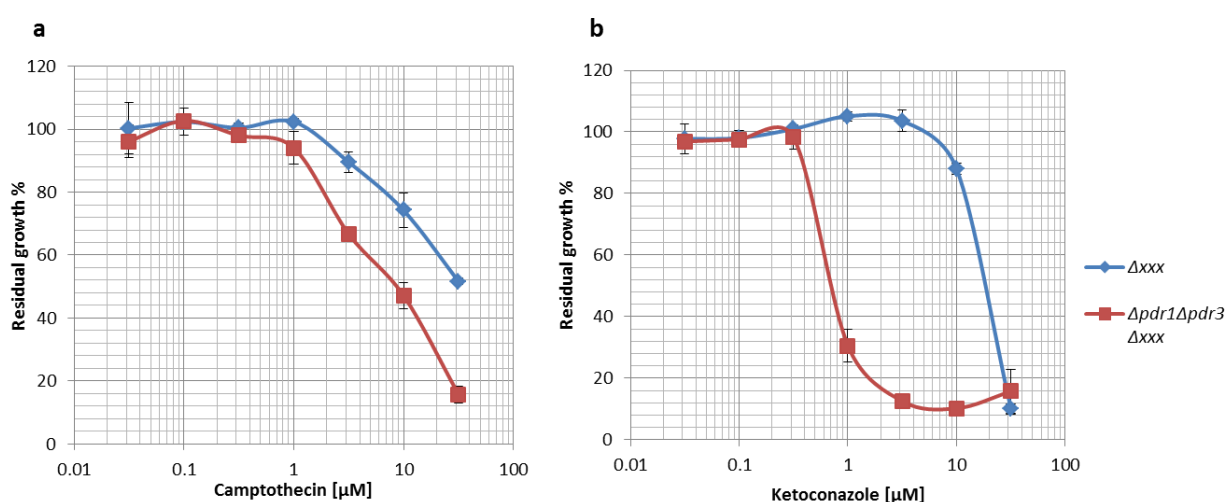 a
b
120
100
80
60
40
20
0
Residual growth %
0.01 0.1 1 10 100
Camptothecin [µM]
120
100
80
60
40
20
0
Residual growth %
0.01 0.1 1 10 100
Ketoconazole [µM]
Δxxx
Δpdr1Δpdr3
Δxxx